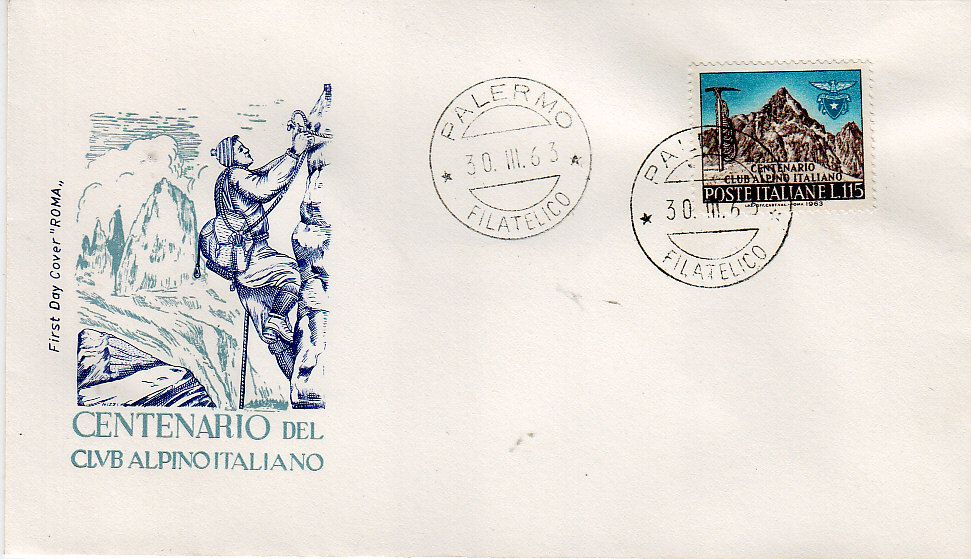 First Day Cover "ROMA„
CENTENARIO DEL
CLVB ALPINO ITALIANO
PALERMO
30. III. 63
FILATELICO
PALE
30. III. 63
FILATELICO
CENTENARIO
CLUB ALPINO ITALIANO
POSTE ITALIANE L.115
1963